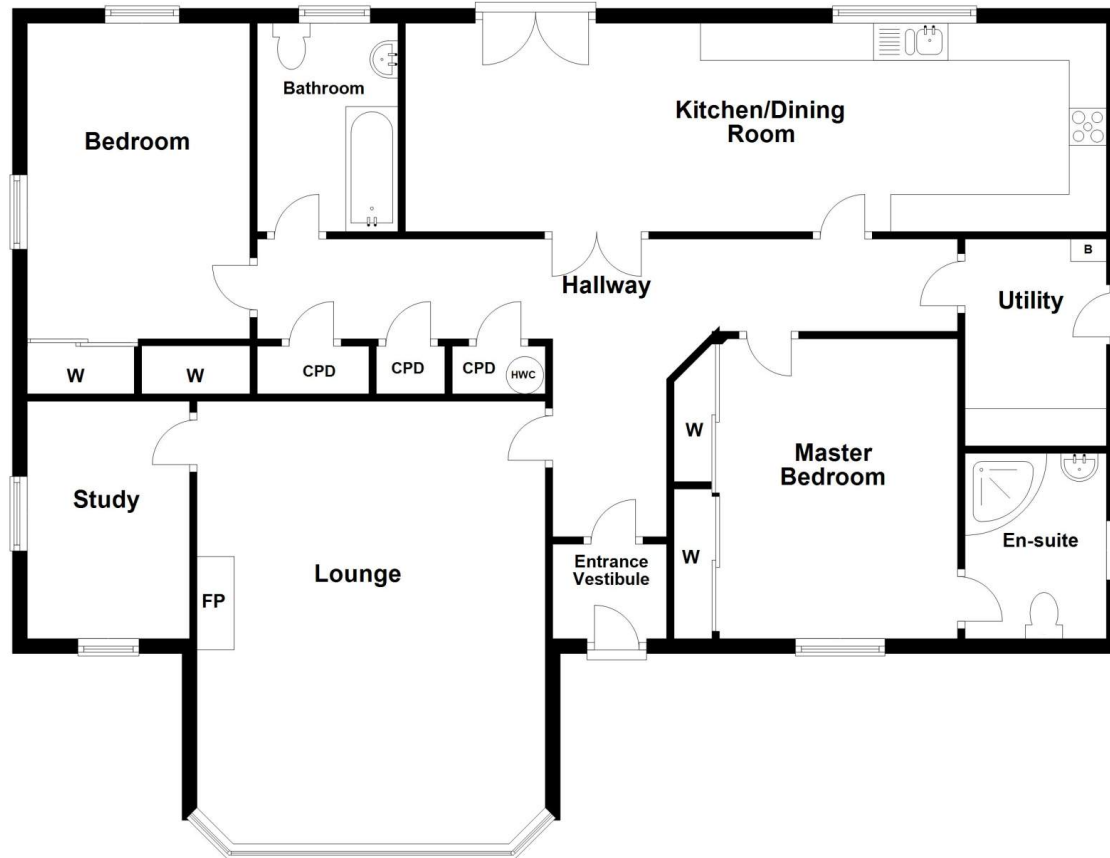 Bathroom
Kitchen/Dining
Room
Bedroom
B
Hallway
Utility
W
W
CPD
CPD
CPD
HWC
W
Master
Bedroom
Study
Lounge
FP
Entrance
Vestibule
W
En-suite